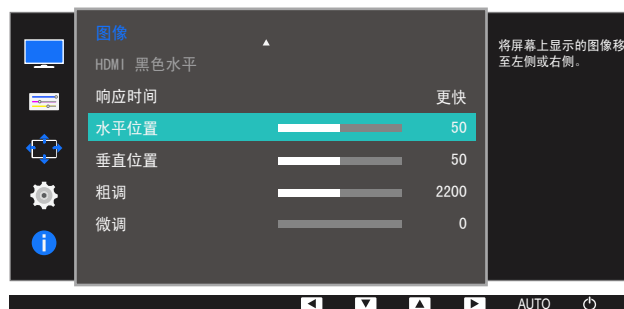 图像
HDMI 黑色水平
响应时间 更快
水平位置 50
垂直位置 50
粗调 2200
微调 0
将屏幕上显示的图像移
至左侧或右侧。
AUTO